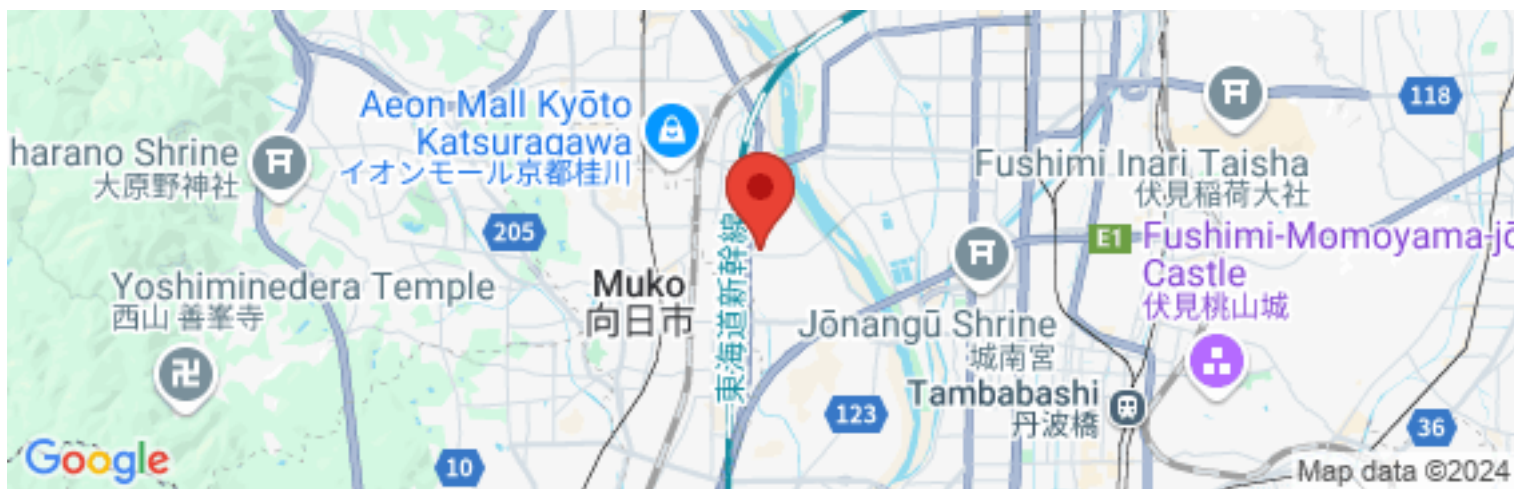 Aeon Mall Kyōto
Katsuragawa
イオンモール京都桂川
118
harano Shrine
大原野神社
Fushimi Inari Taisha
伏見稲荷大社
205
E1
Fushimi-Momoyama-jō
Castle
伏見桃山城
東海道新幹線
Yoshiminedera Temple
西山 善峯寺
卍
Muko
向日市
Jōnangū Shrine
城南宮
Tambabashi
丹波橋
123
36
10
Google
Map data ©2024